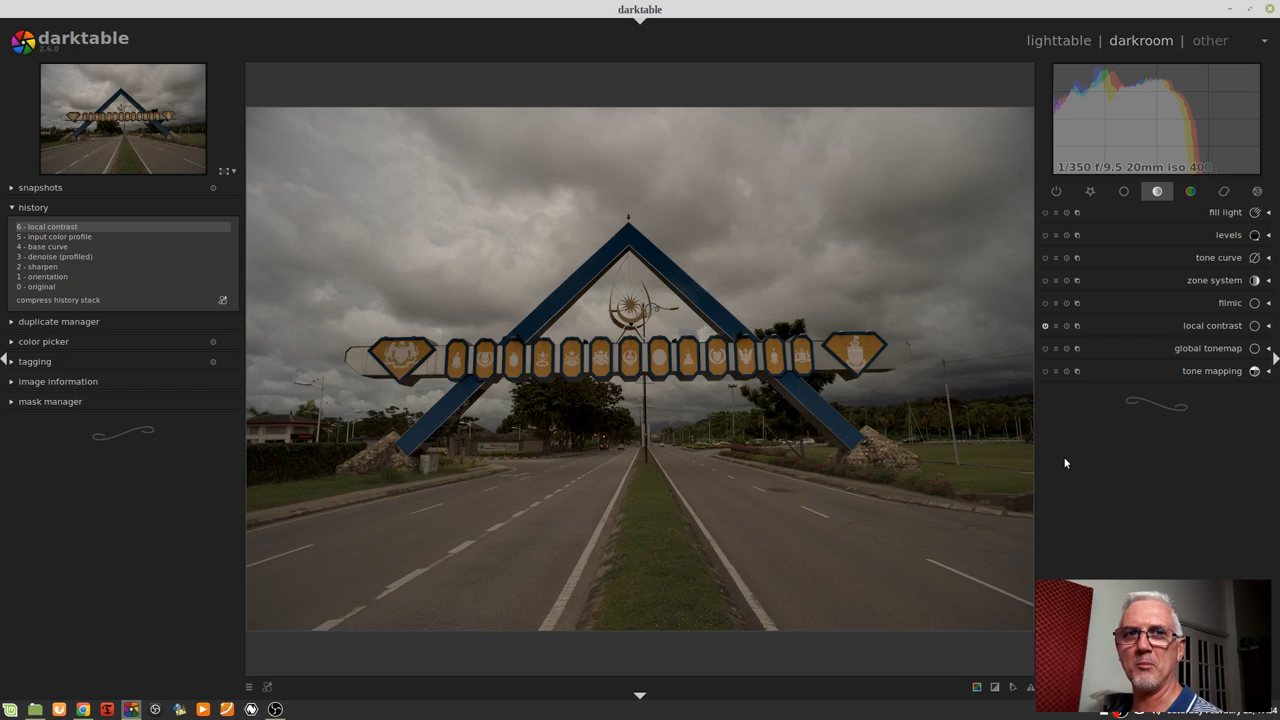 darktable
darktable
2.6.0
lighttable | darkroom | other
1/350 f/9.5 20mm iso 400
snapshots
history
6 - local contrast
5 - input color profile
4 - base curve
3 - denoise (profiled)
2 - sharpen
1 - orientation
0 - original
compress history stack
duplicate manager
color picker
tagging
image information
mask manager
fill light
levels
tone curve
zone system
filmic
local contrast
global tonemap
tone mapping